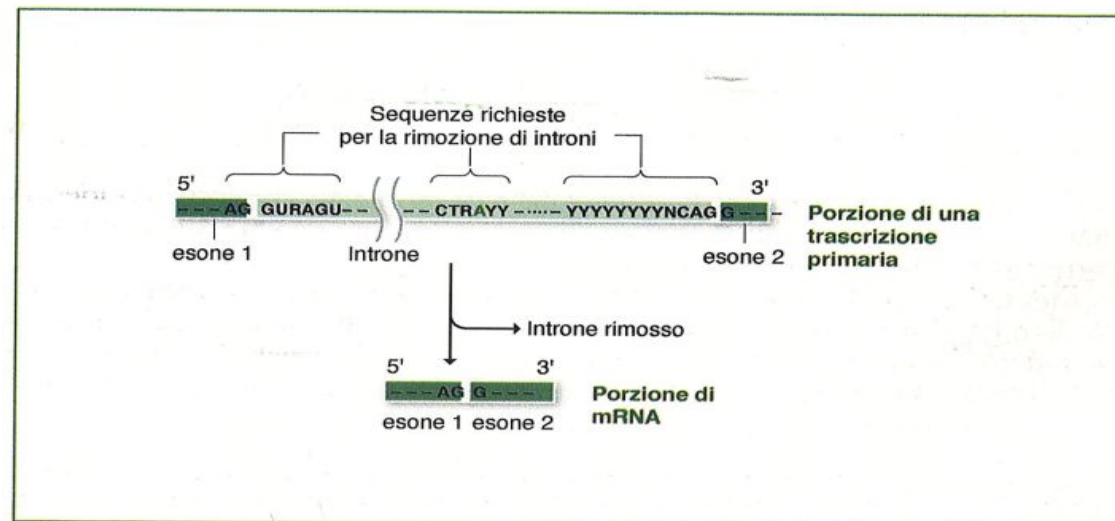 Sequenze richieste
per la rimozione di introni
5' 3'
---AG GURAGU-- --CTRAYY-····-YYYYYYYYNCAG G---
esone 1 Introne esone 2
Porzione di una
trascrizione
primaria
Introne rimosso
5' 3'
---AG G----
esone 1 esone 2
Porzione di
mRNA